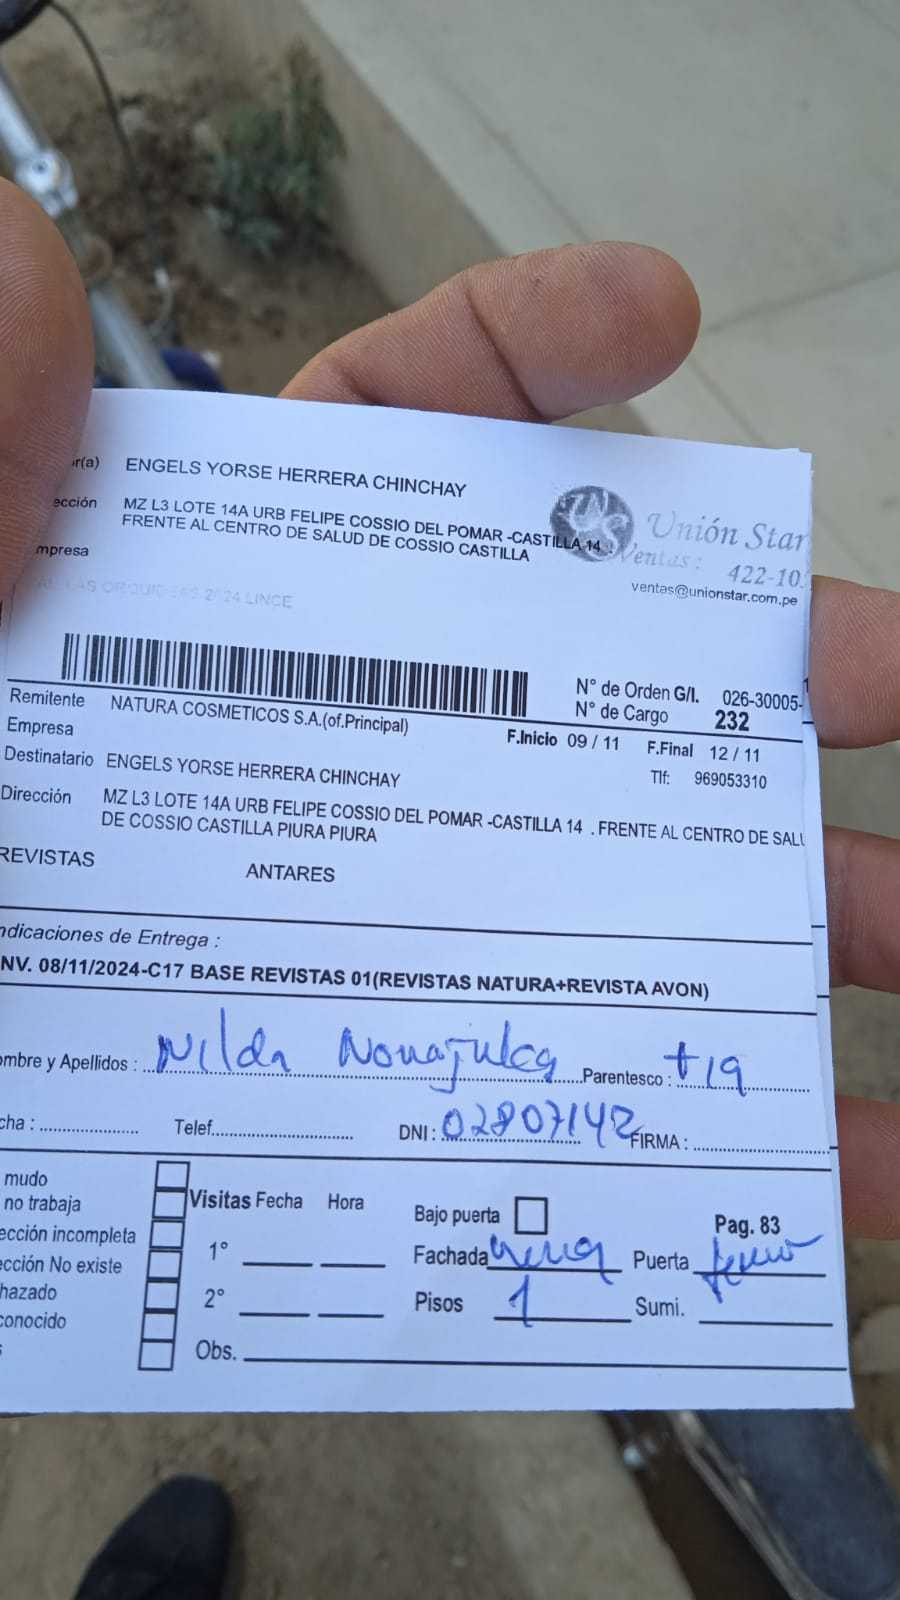 r(a) ENGELS YORSE HERRERA CHINCHAY
ección MZ L3 LOTE 14A URB FELIPE COSSIO DEL POMAR -CASTILLA 14 .
FRENTE AL CENTRO DE SALUD DE COSSIO CASTILLA
mpresa
LAS ORQUIDEAS 2024 LINCE
Unión Star
Ventas :
422-10
ventas@unionstar.com.pe
N° de Orden G/I. 026-30005-
N° de Cargo 232
Remitente NATURA COSMETICOS S.A.(of.Principal)
Empresa
F.Inicio 09 / 11 F.Final 12 / 11
Destinatario ENGELS YORSE HERRERA CHINCHAY
Tlf: 969053310
Dirección MZ L3 LOTE 14A URB FELIPE COSSIO DEL POMAR -CASTILLA 14 . FRENTE AL CENTRO DE SALU
DE COSSIO CASTILLA PIURA PIURA
REVISTAS ANTARES
ndicaciones de Entrega :
NV. 08/11/2024-C17 BASE REVISTAS 01(REVISTAS NATURA+REVISTA AVON)
ombre y Apellidos : Nilda Nonajulca Parentesco : tia
cha : Telef. DNI : 02807142 FIRMA :
mudo
no trabaja
ección incompleta
ección No existe
hazado
conocido
s
Visitas Fecha Hora
1°
2°
Obs.
Bajo puerta
Pag. 83
Fachada Puerta
Pisos 1 Sumi.